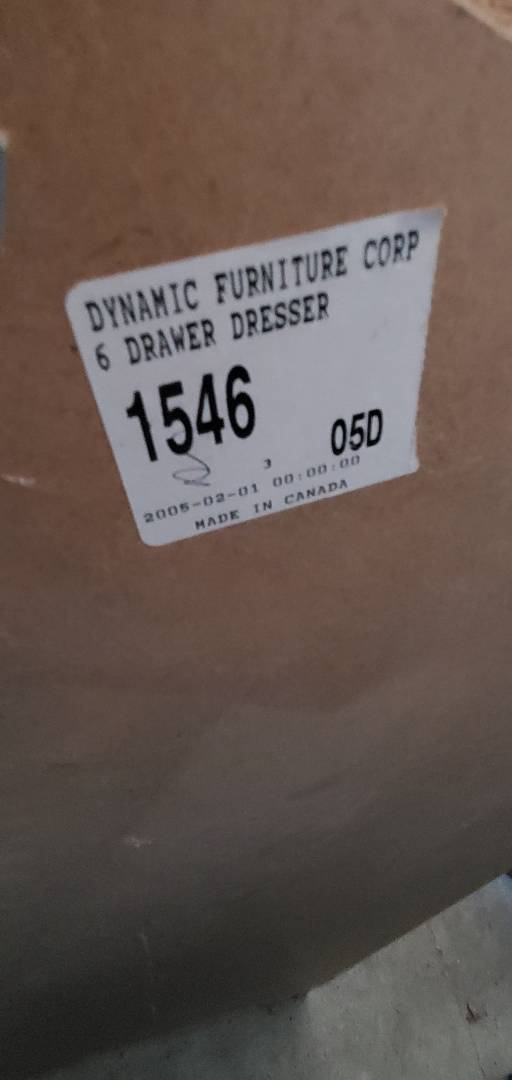 DYNAMIC FURNITURE CORP
6 DRAWER DRESSER
1546
05D
3
2005-02-01 00:00:00
MADE IN CANADA